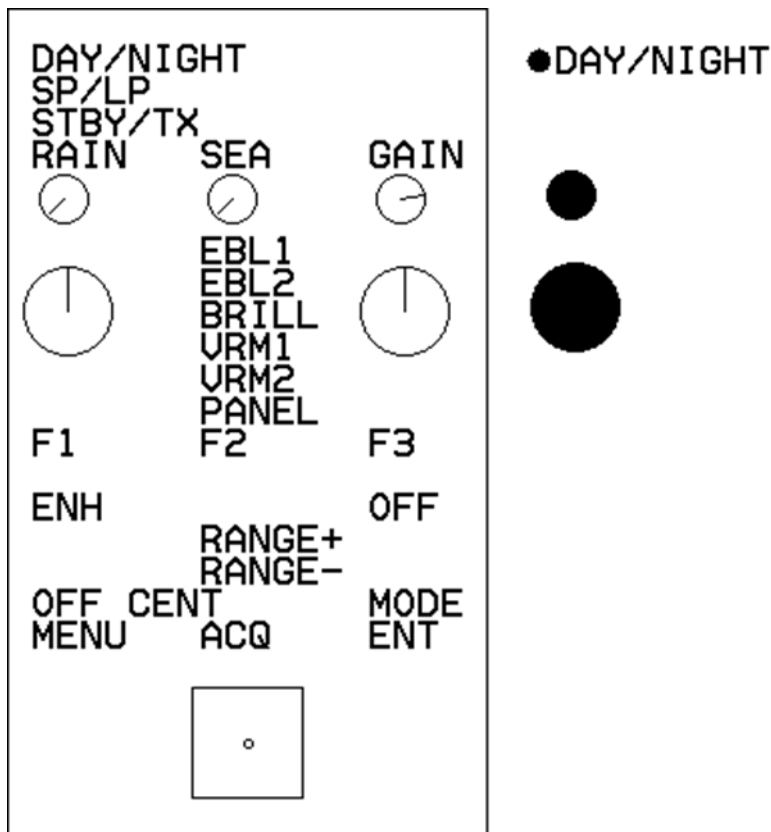 DAY/NIGHT ●DAY/NIGHT
SP/LP
STBY/TX
RAIN SEA GAIN
EBL1
EBL2
BRILL
VRM1
VRM2
PANEL
F1 F2 F3
ENH OFF
RANGE+
RANGE-
OFF CENT MODE
MENU ACQ ENT